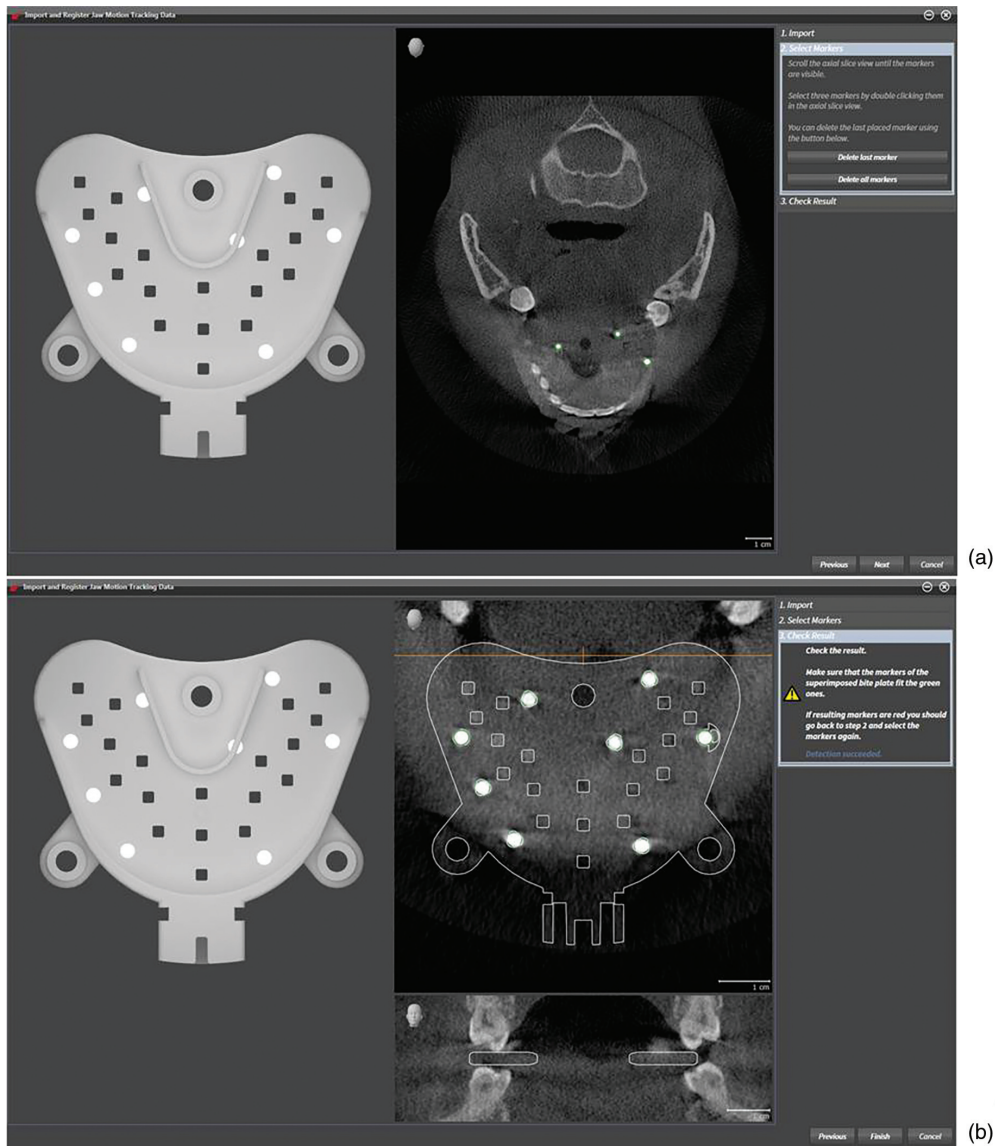 Import and Register Jaw Motion Tracking Data
1. Import
2. Select Markers
Scroll the axial slice view until the markers
are visible.
Select three markers by double clicking them
in the axial slice view.
You can delete the last placed marker using
the button below.
Delete last marker
Delete all markers
3. Check Result
1 cm
Previous Next Cancel
(a)
Import and Register Jaw Motion Tracking Data
1. Import
2. Select Markers
3. Check Result
Check the result.
Make sure that the markers of the
superimposed bite plate fit the green
ones.
If resulting markers are red you should
go back to step 2 and select the
markers again.
Detection succeeded.
1 cm
1 cm
Previous Finish Cancel
(b)